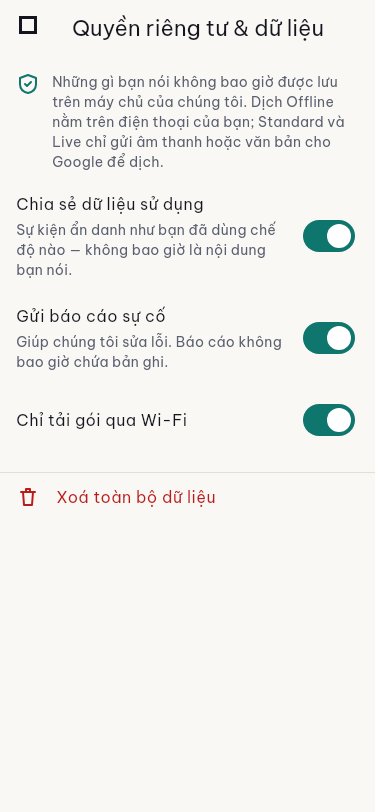 Quyền riêng tư & dữ liệu
Những gì bạn nói không bao giờ được lưu
trên máy chủ của chúng tôi. Dịch Offline
nằm trên điện thoại của bạn; Standard và
Live chỉ gửi âm thanh hoặc văn bản cho
Google để dịch.
Chia sẻ dữ liệu sử dụng
Sự kiện ẩn danh như bạn đã dùng chế
độ nào — không bao giờ là nội dung
bạn nói.
Gửi báo cáo sự cố
Giúp chúng tôi sửa lỗi. Báo cáo không
bao giờ chứa bản ghi.
Chỉ tải gói qua Wi-Fi
Xoá toàn bộ dữ liệu